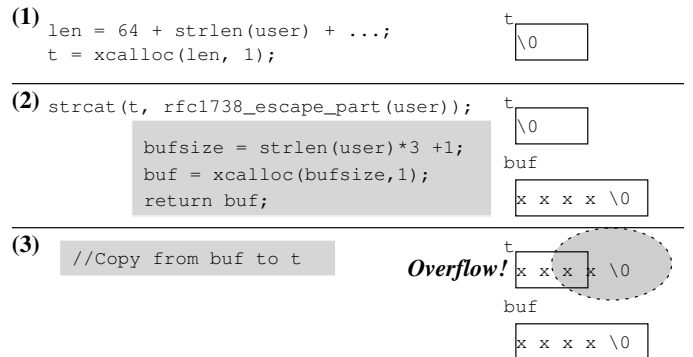 (1)
len = 64 + strlen(user) + ...;
t = xcalloc(len, 1);
t
\0
(2) strcat(t, rfc1738_escape_part(user));
bufsize = strlen(user)*3 +1;
buf = xcalloc(bufsize,1);
return buf;
t
\0
buf
x x x x \0
(3)
//Copy from buf to t
Overflow!
t
x x x x \0
buf
x x x x \0